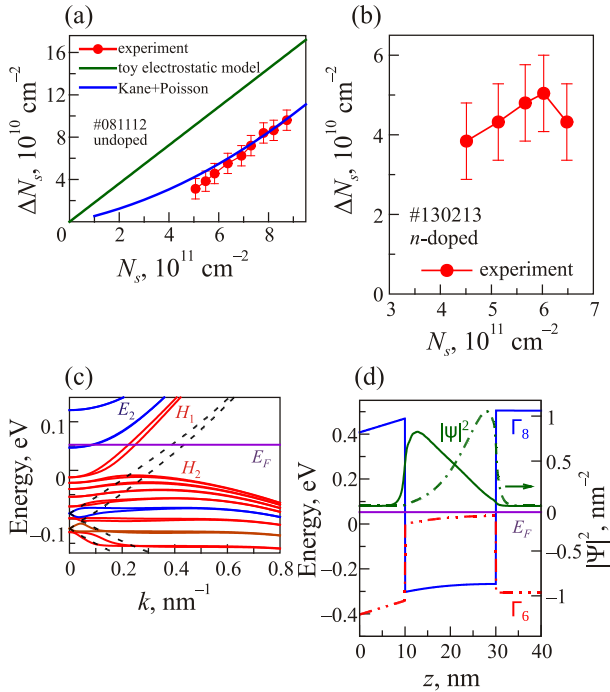 (a)
16
12
8
4
0
2
4
6
8
ΔN_s, 10^10 cm^−2
N_s, 10^11 cm^−2
experiment
toy electrostatic model
Kane+Poisson
#081112
undoped
(b)
6
4
2
0
3
4
5
6
7
ΔN_s, 10^10 cm^−2
N_s, 10^11 cm^−2
#130213
n-doped
experiment
(c)
0.1
0
−0.1
0
0.2
0.4
0.6
0.8
Energy, eV
k, nm^−1
E_2
H_1
H_2
E_F
(d)
0.4
0.2
0.0
−0.2
−0.4
0
10
20
30
40
Energy, eV
z, nm
|Ψ|^2
Γ_8
E_F
Γ_6
1
0.5
0
−0.5
−1
|Ψ|^2, nm^−2